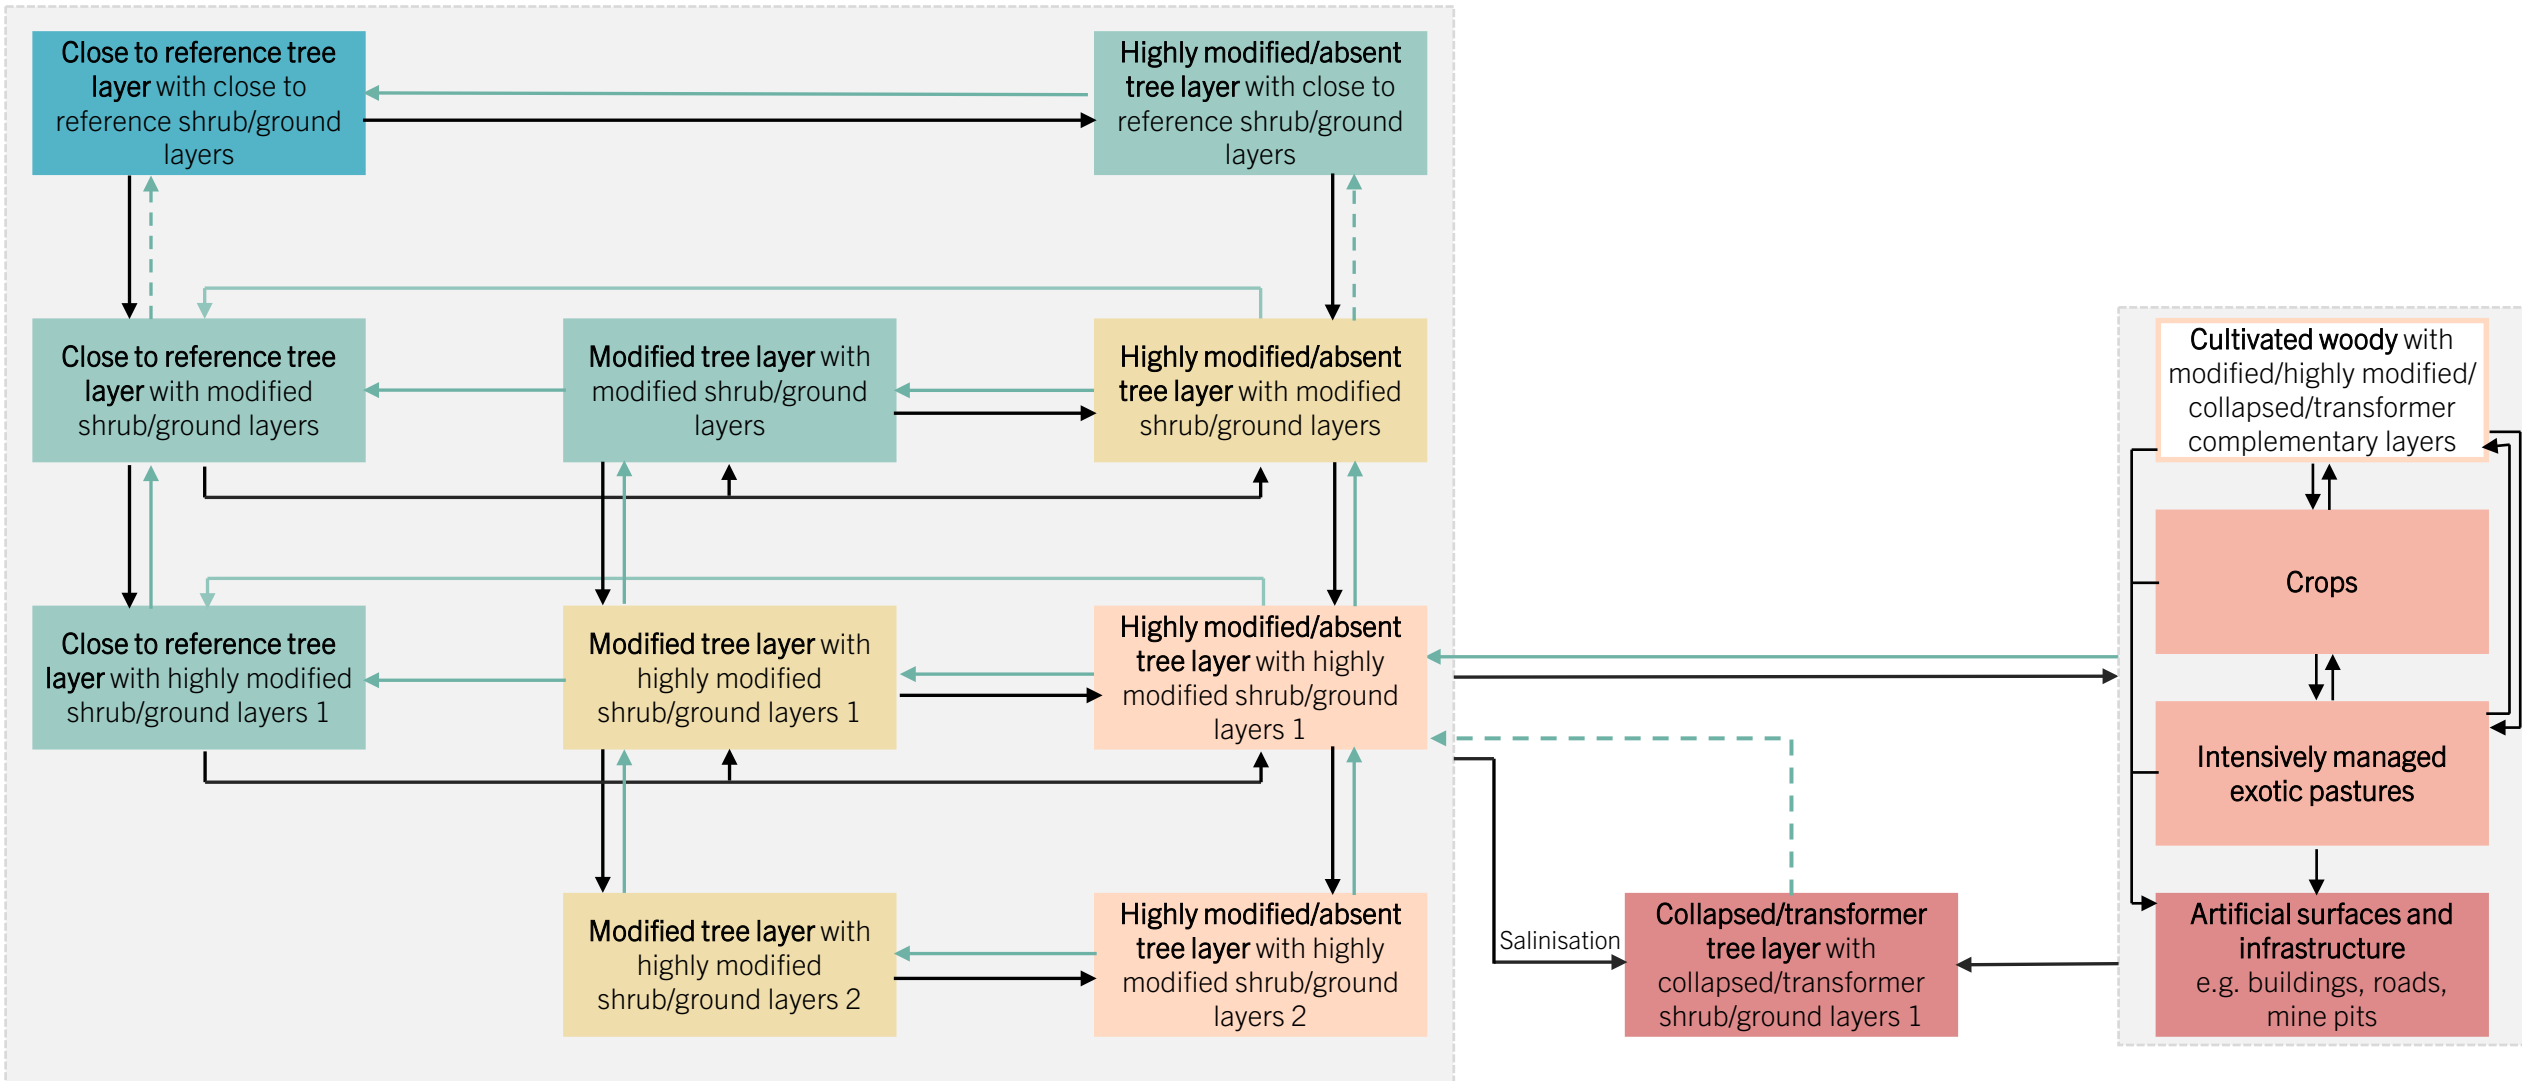 Close to reference tree
layer with close to
reference shrub/ground
layers
Highly modified/absent
tree layer with close to
reference shrub/ground
layers
Close to reference tree
layer with modified
shrub/ground layers
Modified tree layer with
modified shrub/ground
layers
Highly modified/absent
tree layer with modified
shrub/ground layers
Cultivated woody with
modified/highly modified/
collapsed/transformer
complementary layers
Crops
Close to reference tree
layer with highly modified
shrub/ground layers 1
Modified tree layer with
highly modified
shrub/ground layers 1
Highly modified/absent
tree layer with highly
modified shrub/ground
layers 1
Intensively managed
exotic pastures
Modified tree layer with
highly modified
shrub/ground layers 2
Highly modified/absent
tree layer with highly
modified shrub/ground
layers 2
Salinisation
Collapsed/transformer
tree layer with
collapsed/transformer
shrub/ground layers 1
Artificial surfaces and
infrastructure
e.g. buildings, roads,
mine pits